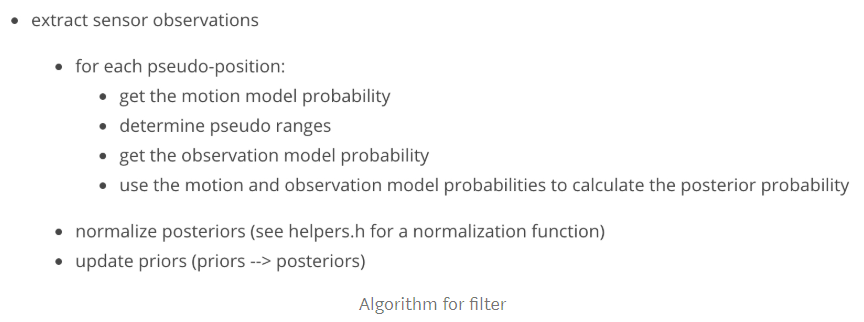 extract sensor observations
for each pseudo-position:
get the motion model probability
determine pseudo ranges
get the observation model probability
use the motion and observation model probabilities to calculate the posterior probability
normalize posteriors (see helpers.h for a normalization function)
update priors (priors --> posteriors)
Algorithm for filter